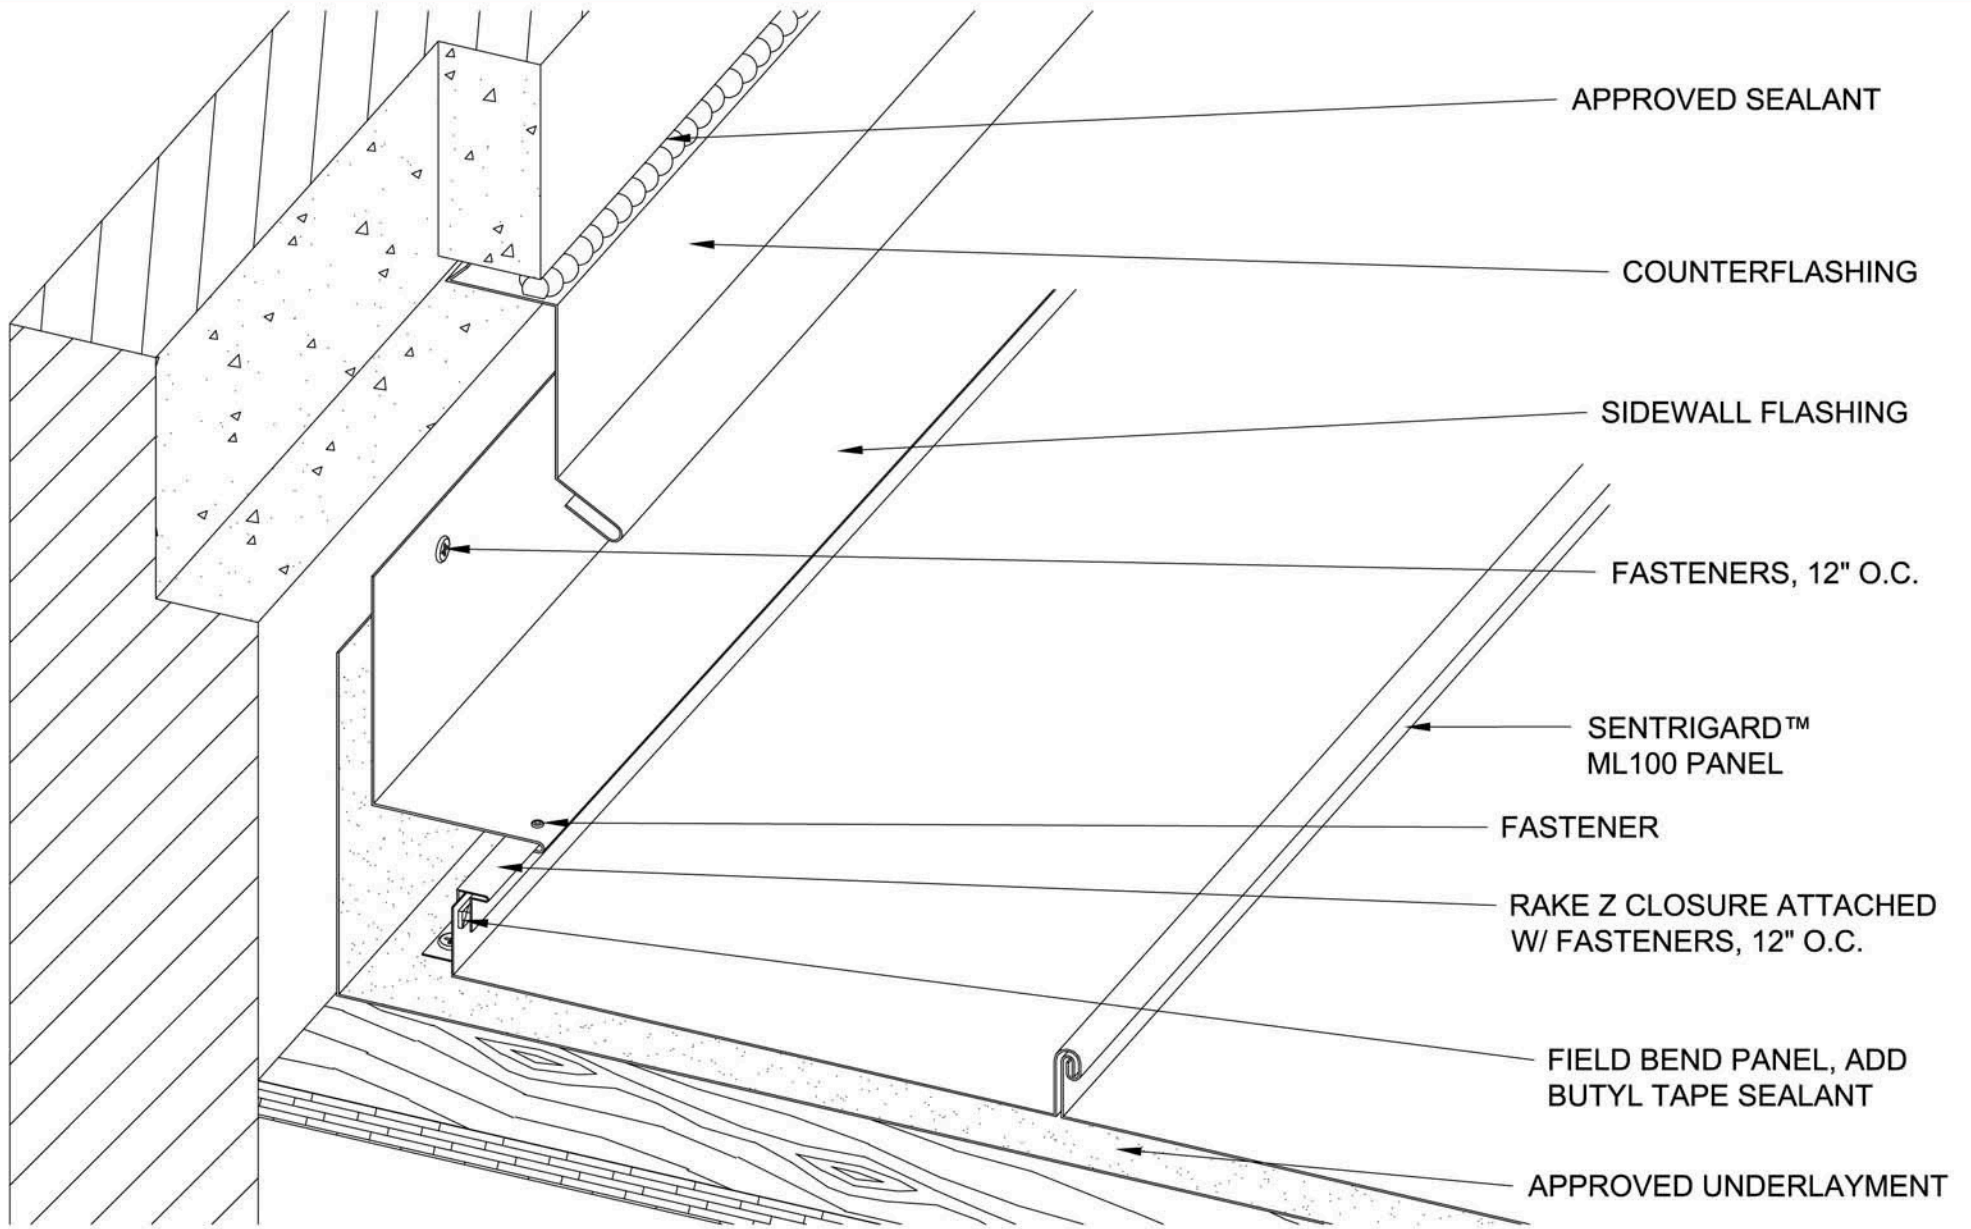 APPROVED SEALANT
COUNTERFLASHING
SIDEWALL FLASHING
FASTENERS, 12" O.C.
SENTRIGARD™
ML100 PANEL
FASTENER
RAKE Z CLOSURE ATTACHED
W/ FASTENERS, 12" O.C.
FIELD BEND PANEL, ADD
BUTYL TAPE SEALANT
APPROVED UNDERLAYMENT